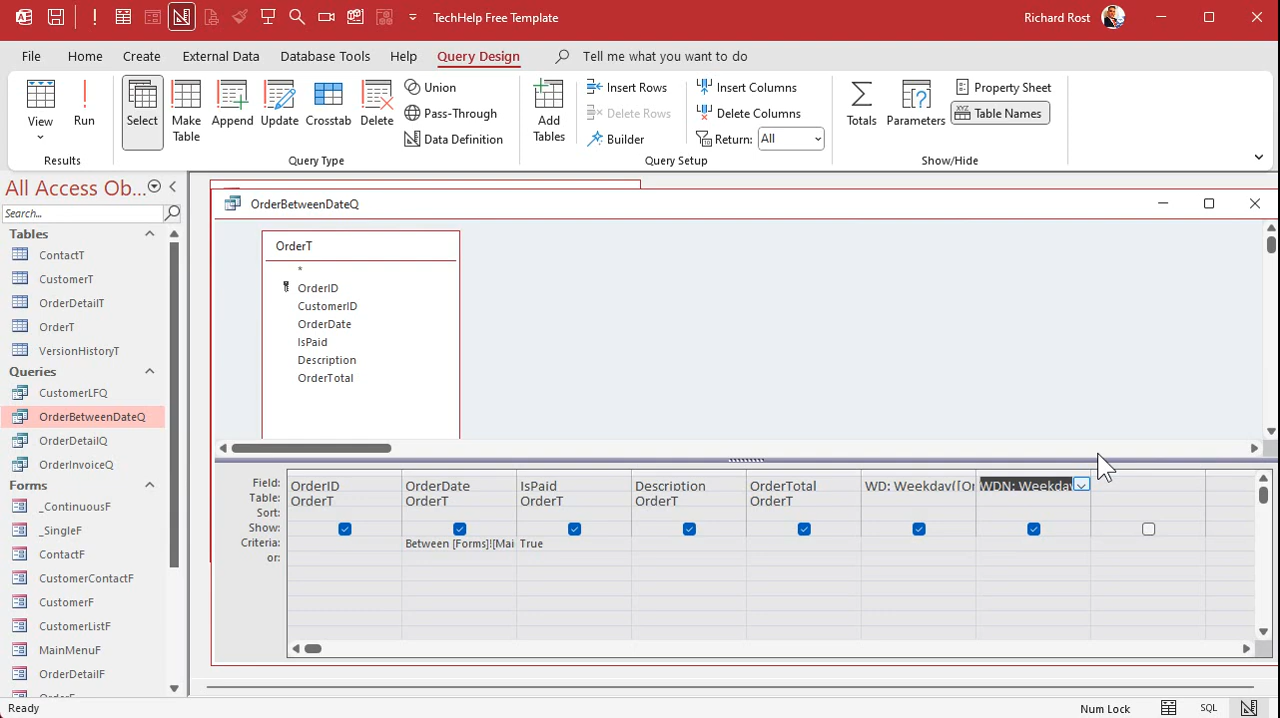 TechHelp Free Template
Richard Rost
File Home Create External Data Database Tools Help Query Design Tell me what you want to do
View
Run
Select
Make Table
Append
Update
Crosstab
Delete
Union
Pass-Through
Data Definition
Add Tables
Insert Rows
Delete Rows
Builder
Insert Columns
Delete Columns
Return: All
Totals
Parameters
Property Sheet
Table Names
Results
Query Type
Query Setup
Show/Hide
All Access Ob...
Search...
Tables
ContactT
CustomerT
OrderDetailT
OrderT
VersionHistoryT
Queries
CustomerLFQ
OrderBetweenDateQ
OrderDetailQ
OrderInvoiceQ
Forms
_ContinuousF
_SingleF
ContactF
CustomerContactF
CustomerF
CustomerListF
MainMenuF
OrderDetailF
OrderF
OrderBetweenDateQ
OrderT
*
OrderID
CustomerID
OrderDate
IsPaid
Description
OrderTotal
Field: OrderID OrderDate IsPaid Description OrderTotal WD: Weekday([Or WDN: Weekday
Table: OrderT OrderT OrderT OrderT OrderT
Sort:
Show:
Criteria: Between [Forms]![Mai True
or:
Ready
Num Lock
SQL